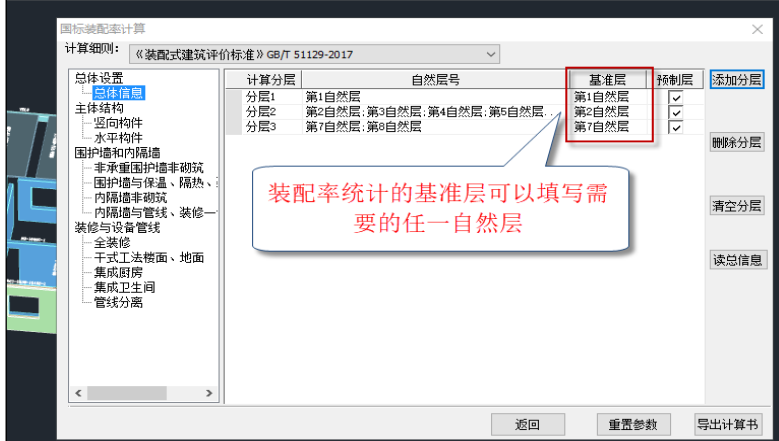 国标装配率计算
计算细则：
《装配式建筑评价标准》GB/T 51129-2017
总体设置
总体信息
主体结构
竖向构件
水平构件
围护墙和内隔墙
非承重围护墙非砌筑
围护墙与保温、隔热、
内隔墙非砌筑
内隔墙与管线、装修一
装修与设备管线
全装修
干式工法楼面、地面
集成厨房
集成卫生间
管线分离
计算分层 自然层号 基准层 预制层
分层1 第1自然层 第1自然层
分层2 第2自然层;第3自然层;第4自然层;第5自然层... 第2自然层
分层3 第7自然层;第8自然层 第7自然层
装配率统计的基准层可以填写需
要的任一自然层
添加分层
删除分层
清空分层
读总信息
返回 重置参数 导出计算书